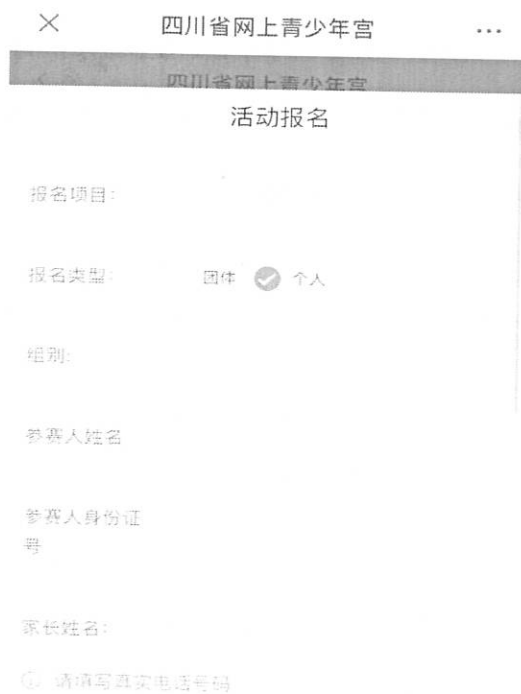 四川省网上青少年宫
四川省网上青少年宫
活动报名
报名项目:
报名类型: 团体 个人
组别:
参赛人姓名
参赛人身份证
号
家长姓名:
请填写真实电话号码